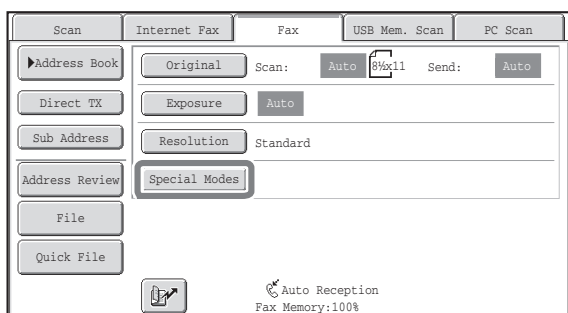 Scan Internet Fax Fax USB Mem. Scan PC Scan
Address Book Original Scan: Auto 8½x11 Send: Auto
Direct TX Exposure Auto
Sub Address Resolution Standard
Address Review Special Modes
File
Quick File
Auto Reception
Fax Memory:100%